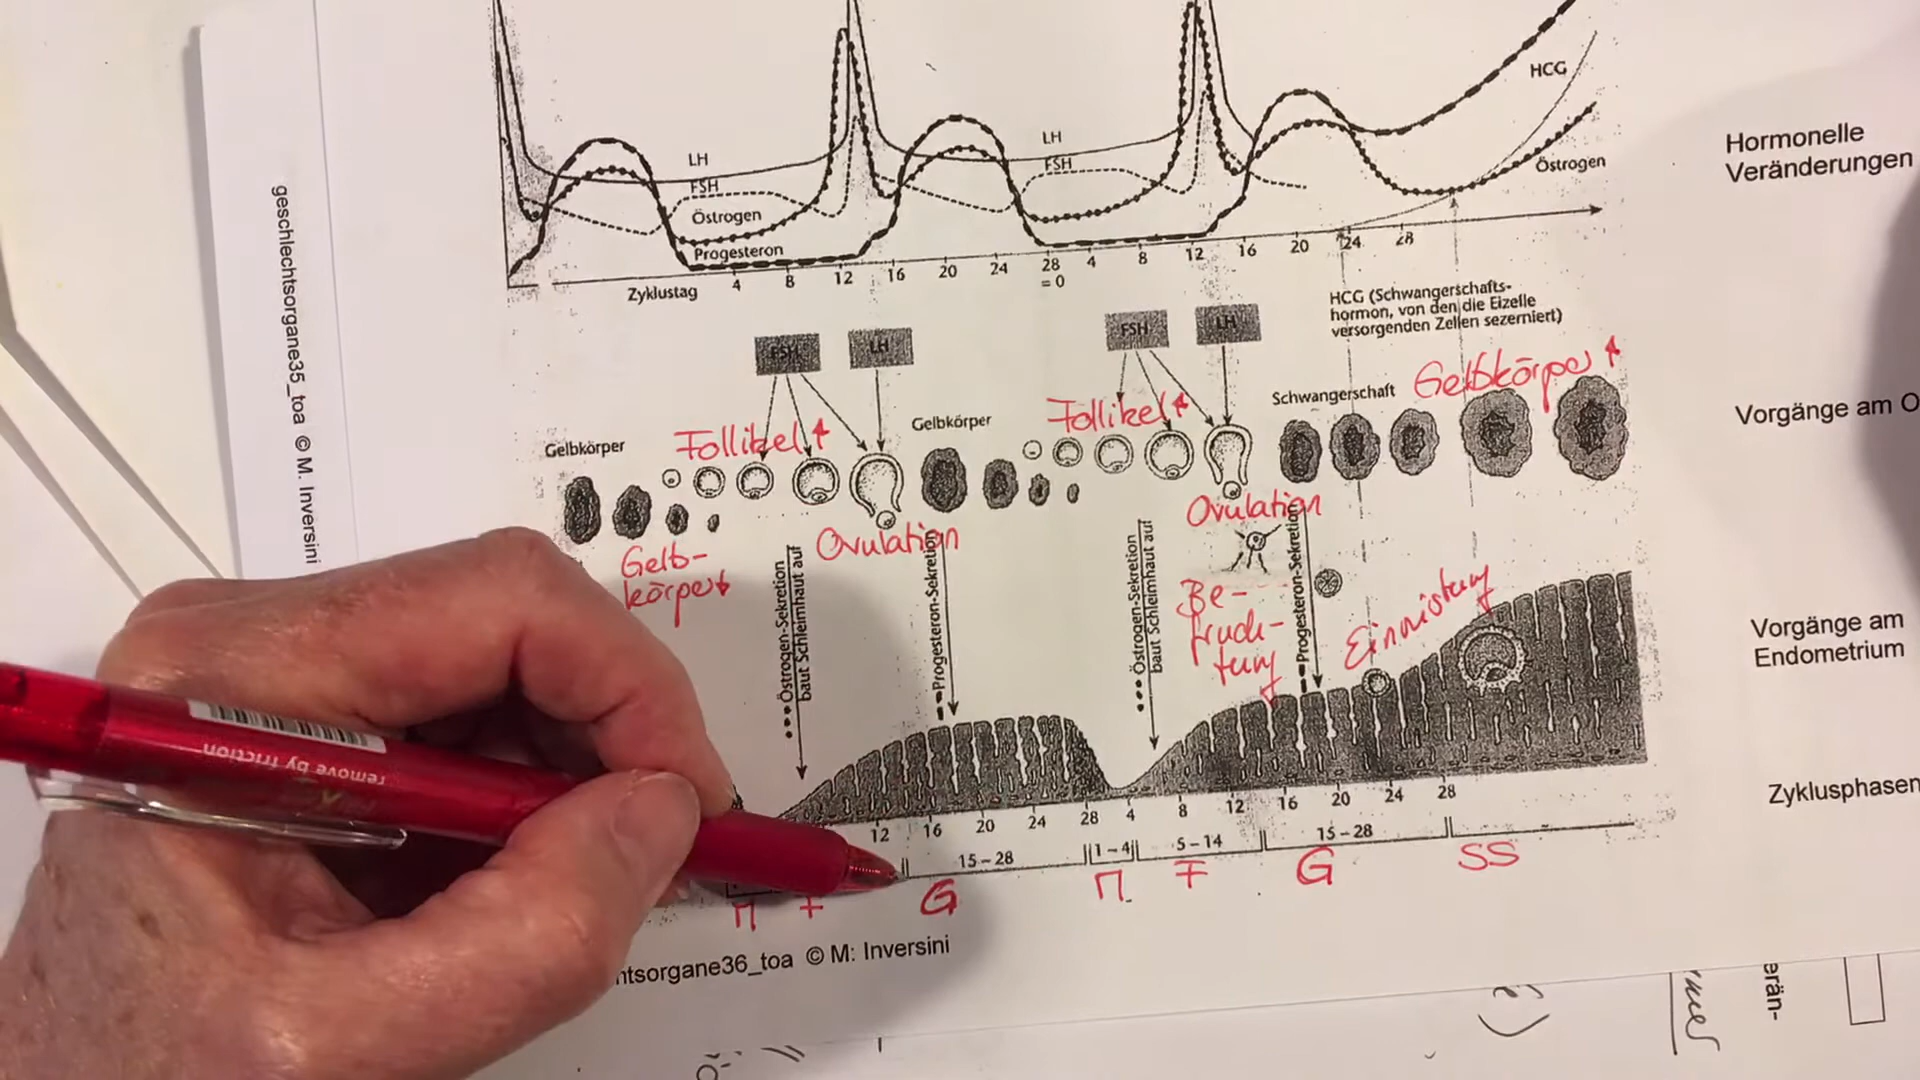 HCG
Hormonelle
Veränderungen
LH
LH
FSH
FSH
Östrogen
Östrogen
Progesteron
Zyklustag
4 8 12 16 20 24 28 4 8 12 16 20 24 28
= 0
HCG (Schwangerschafts-
hormon, von den die Eizelle
versorgenden Zellen sezerniert)
FSH LH
FSH LH
Gelbkörper
Follikel
Gelbkörper
Follikel
Schwangerschaft
Gelbkörper
Vorgänge am O
Gelb-
körper
Ovulation
Ovulation
Östrogen-Sekretion
baut Schleimhaut auf
Progesteron-Sekretion
Östrogen-Sekretion
baut Schleimhaut auf
Be-
fruch-
tung
Progesteron-Sekretion
Einnistung
Vorgänge am
Endometrium
Zyklusphasen
12 16 20 24 28 4 8 12 16 20 24 28
15–28 1–4 5–14 15–28
M F G M F G SS
ntsorgane36_toa © M: Inversini
geschlechtsorgane35_toa © M. Inversini
remove by friction
erän-